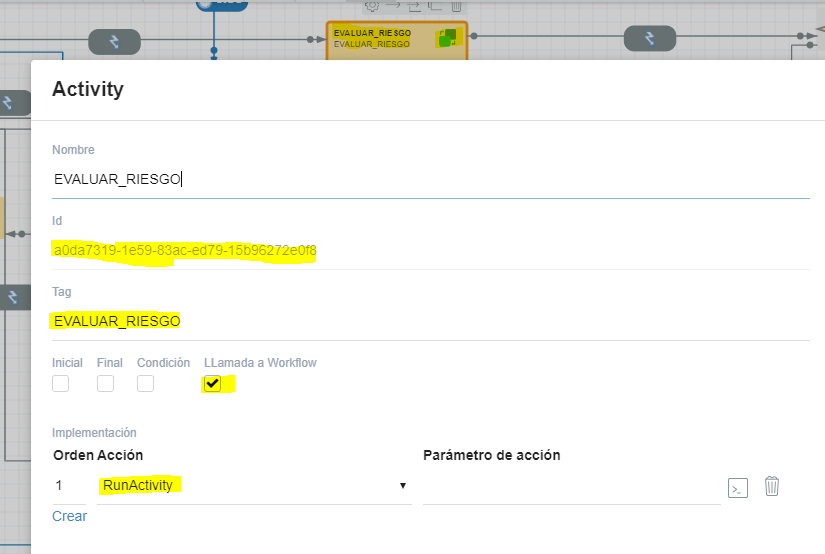 EVALUAR_RIESGO
EVALUAR_RIESGO
Activity
Nombre
EVALUAR_RIESGO
Id
a0da7319-1e59-83ac-ed79-15b96272e0f8
Tag
EVALUAR_RIESGO
Inicial Final Condición LLamada a Workflow
Implementación
Orden Acción Parámetro de acción
1 RunActivity
Crear